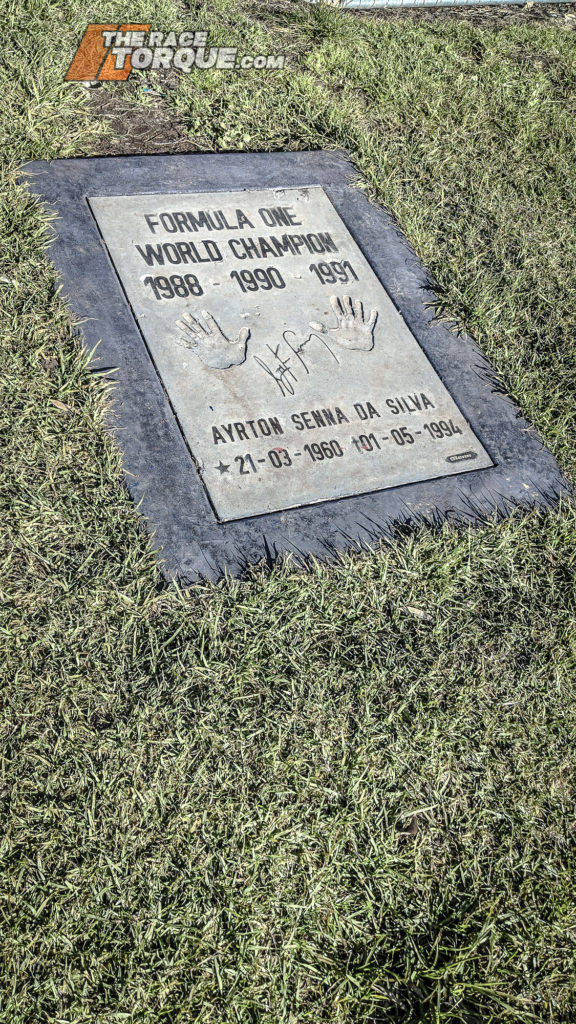 THE RACE
TORQUE.COM
FORMULA ONE
WORLD CHAMPION
1988 - 1990 - 1991
AYRTON SENNA DA SILVA
★ 21-03-1960 ✝01-05-1994